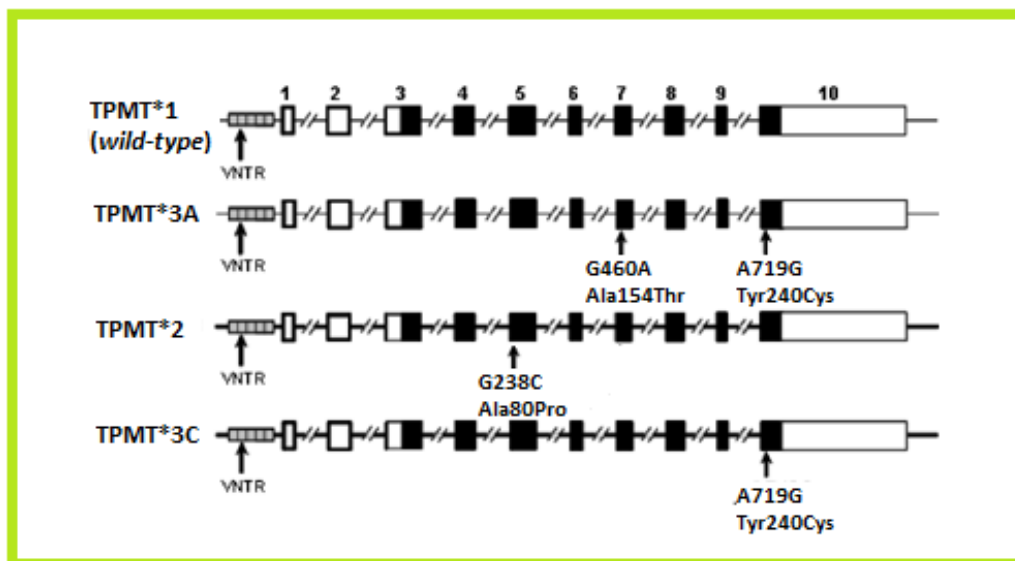 1 2 3 4 5 6 7 8 9 10
TPMT*1
(wild-type)
VNTR
TPMT*3A
VNTR
G460A
Ala154Thr
A719G
Tyr240Cys
TPMT*2
VNTR
G238C
Ala80Pro
TPMT*3C
VNTR
A719G
Tyr240Cys